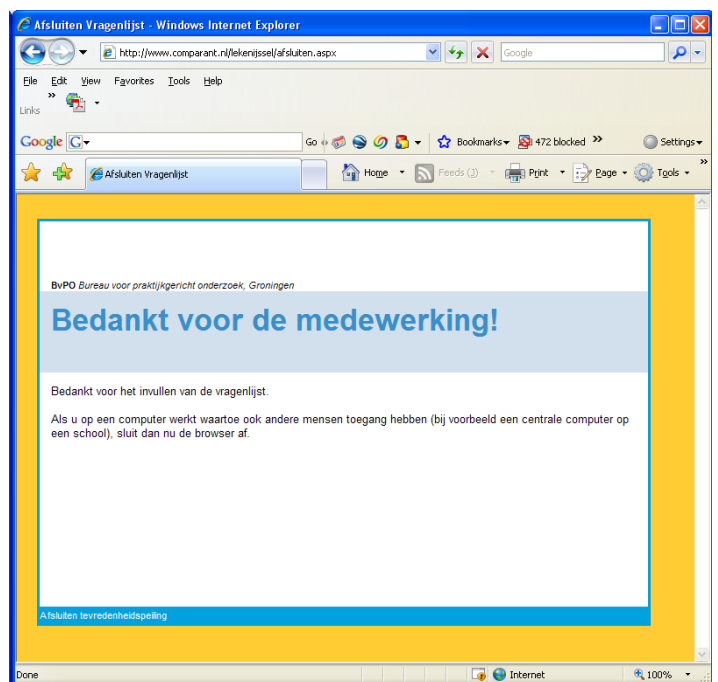 Afsluiten Vragenlijst - Windows Internet Explorer
http://www.comparant.nl/lekenijssel/afsluiten.aspx
Google
File Edit View Favorites Tools Help
Links »
Google G Go Bookmarks 472 blocked » Settings
Afsluiten Vragenlijst Home Feeds (J) Print Page Tools »
BvPO Bureau voor praktijkgericht onderzoek, Groningen
Bedankt voor de medewerking!
Bedankt voor het invullen van de vragenlijst.
Als u op een computer werkt waartoe ook andere mensen toegang hebben (bij voorbeeld een centrale computer op
een school), sluit dan nu de browser af.
Afsluiten tevredenheidspeiling
Done Internet 100%